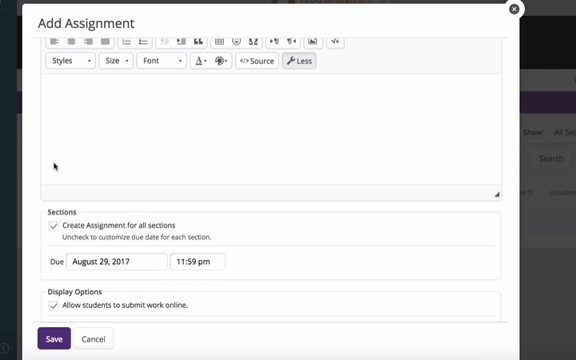 Add Assignment
Styles Size Font A Source Less
Sections
Create Assignment for all sections
Uncheck to customize due date for each section.
Due August 29, 2017 11:59 pm
Display Options
Allow students to submit work online.
Save Cancel
Show: All Sec
Search